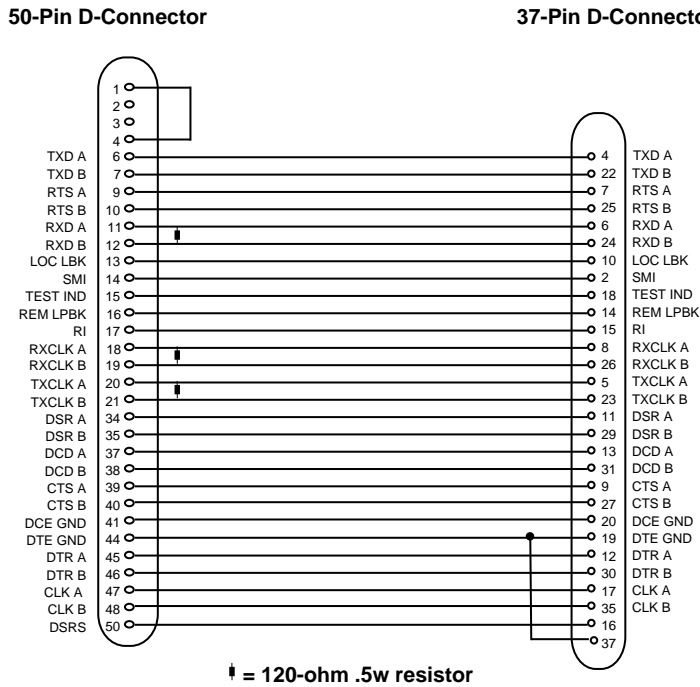 50-Pin D-Connector 37-Pin D-Connecto
1
2
3
4
TXD A 6 4 TXD A
TXD B 7 22 TXD B
RTS A 9 7 RTS A
RTS B 10 25 RTS B
RXD A 11 6 RXD A
RXD B 12 24 RXD B
LOC LBK 13 10 LOC LBK
SMI 14 2 SMI
TEST IND 15 18 TEST IND
REM LPBK 16 14 REM LPBK
RI 17 15 RI
RXCLK A 18 8 RXCLK A
RXCLK B 19 26 RXCLK B
TXCLK A 20 5 TXCLK A
TXCLK B 21 23 TXCLK B
DSR A 34 11 DSR A
DSR B 35 29 DSR B
DCD A 37 13 DCD A
DCD B 38 31 DCD B
CTS A 39 9 CTS A
CTS B 40 27 CTS B
DCE GND 41 20 DCE GND
DTE GND 44 19 DTE GND
DTR A 45 12 DTR A
DTR B 46 30 DTR B
CLK A 47 17 CLK A
CLK B 48 35 CLK B
DSRS 50 16
37
= 120-ohm .5w resistor